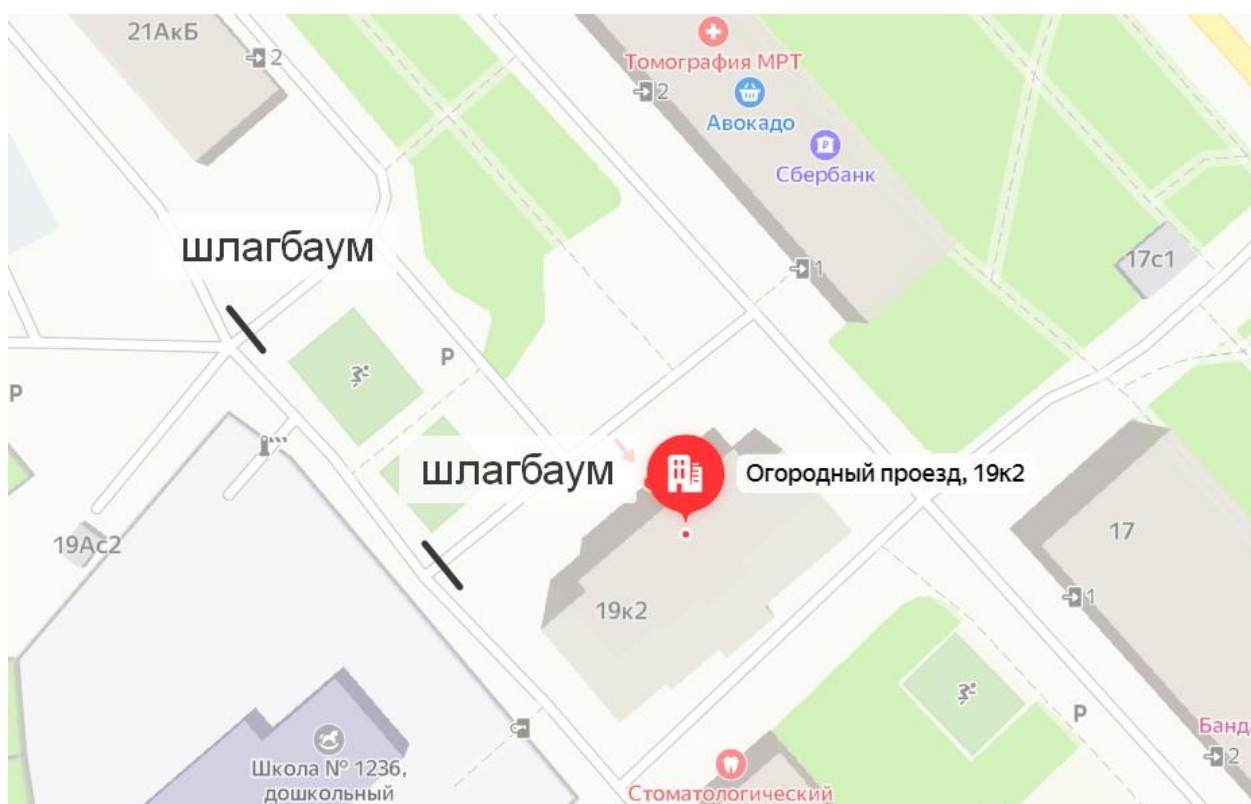 21АкБ
2
Томография МРТ
2
Авокадо
Сбербанк
17с1
шлагбаум
1
Р
Р
шлагбаум
Огородный проезд, 19к2
19Ас2
17
1
19к2
Р
Банда
2
Школа № 1236,
дошкольный
Стоматологический